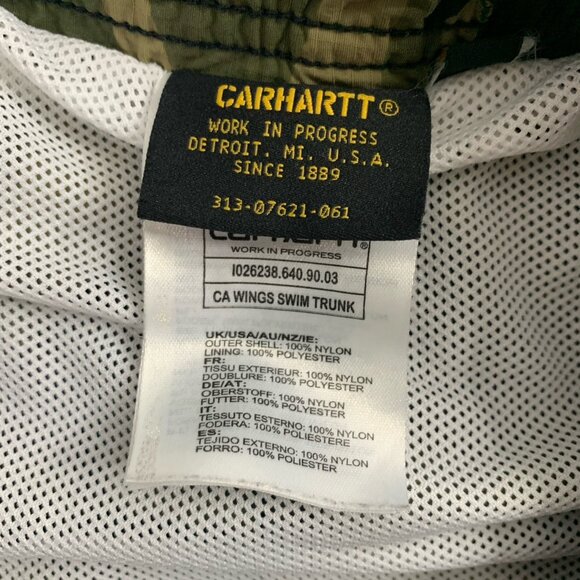 CARHARTT®
WORK IN PROGRESS
DETROIT, MI. U.S.A.
SINCE 1889
313-07621-061
carhartt®
WORK IN PROGRESS
I026238.640.90.03
CA WINGS SWIM TRUNK
UK/USA/AU/NZ/IE:
OUTER SHELL: 100% NYLON
LINING: 100% POLYESTER
FR:
TISSU EXTERIEUR: 100% NYLON
DOUBLURE: 100% POLYESTER
DE/AT:
OBERSTOFF: 100% NYLON
FUTTER: 100% POLYESTER
IT:
TESSUTO ESTERNO: 100% NYLON
FODERA: 100% POLIESTERE
ES:
TEJIDO EXTERNO: 100% NYLON
FORRO: 100% POLIESTER